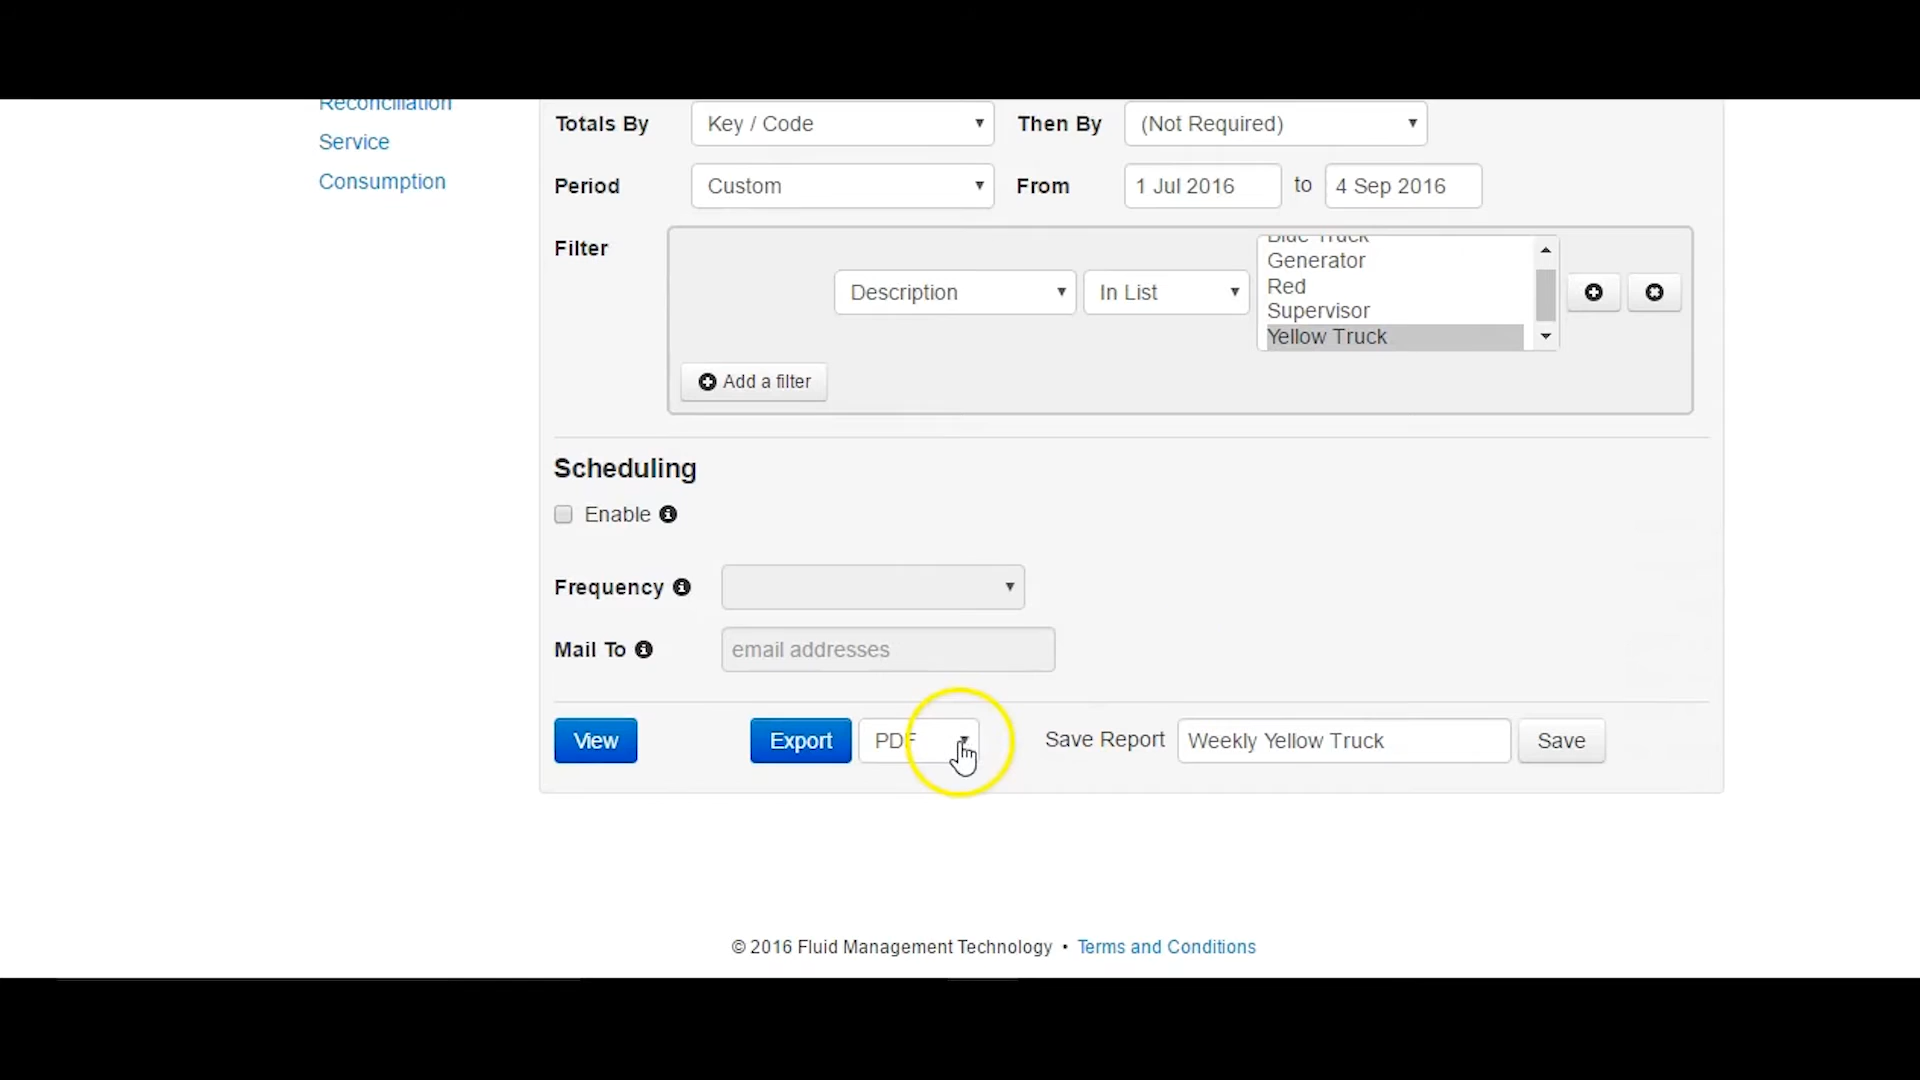 Reconciliation
Service
Consumption
Totals By Key / Code Then By (Not Required)
Period Custom From 1 Jul 2016 to 4 Sep 2016
Filter
Description In List
Blue Truck
Generator
Red
Supervisor
Yellow Truck
Add a filter
Scheduling
Enable
Frequency
Mail To email addresses
View Export PDF Save Report Weekly Yellow Truck Save
© 2016 Fluid Management Technology • Terms and Conditions